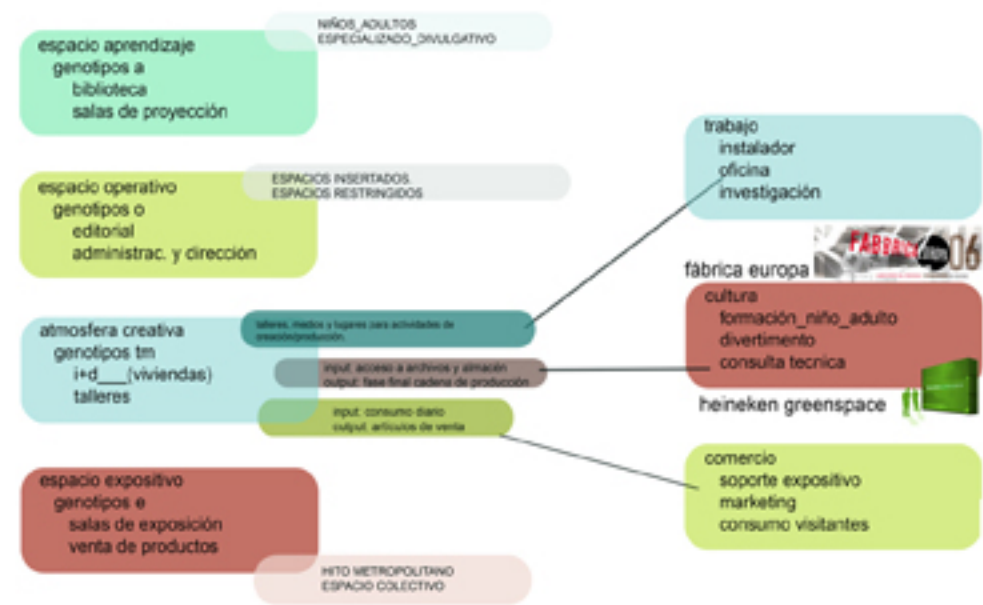 NIÑOS_ADULTOS
ESPECIALIZADO_DIVULGATIVO
espacio aprendizaje
genotipos a
biblioteca
salas de proyección
ESPACIOS INSERTADOS.
ESPACIOS RESTRINGIDOS
espacio operativo
genotipos o
editorial
administrac. y dirección
atmosfera creativa
genotipos tm
i+d___(viviendas)
talleres
talleres, medios y lugares para actividades de
creación/producción.
input: acceso a archivos y almacén
output: fase final cadena de producción
input: consumo diario
output: artículos de venta
espacio expositivo
genotipos e
salas de exposición
venta de productos
HITO METROPOLITANO
ESPACIO COLECTIVO
trabajo
instalador
oficina
investigación
fábrica europa
FABBRICA
06
cultura
formación_niño_adulto
divertimento
consulta tecnica
heineken greenspace
comercio
soporte expositivo
marketing
consumo visitantes